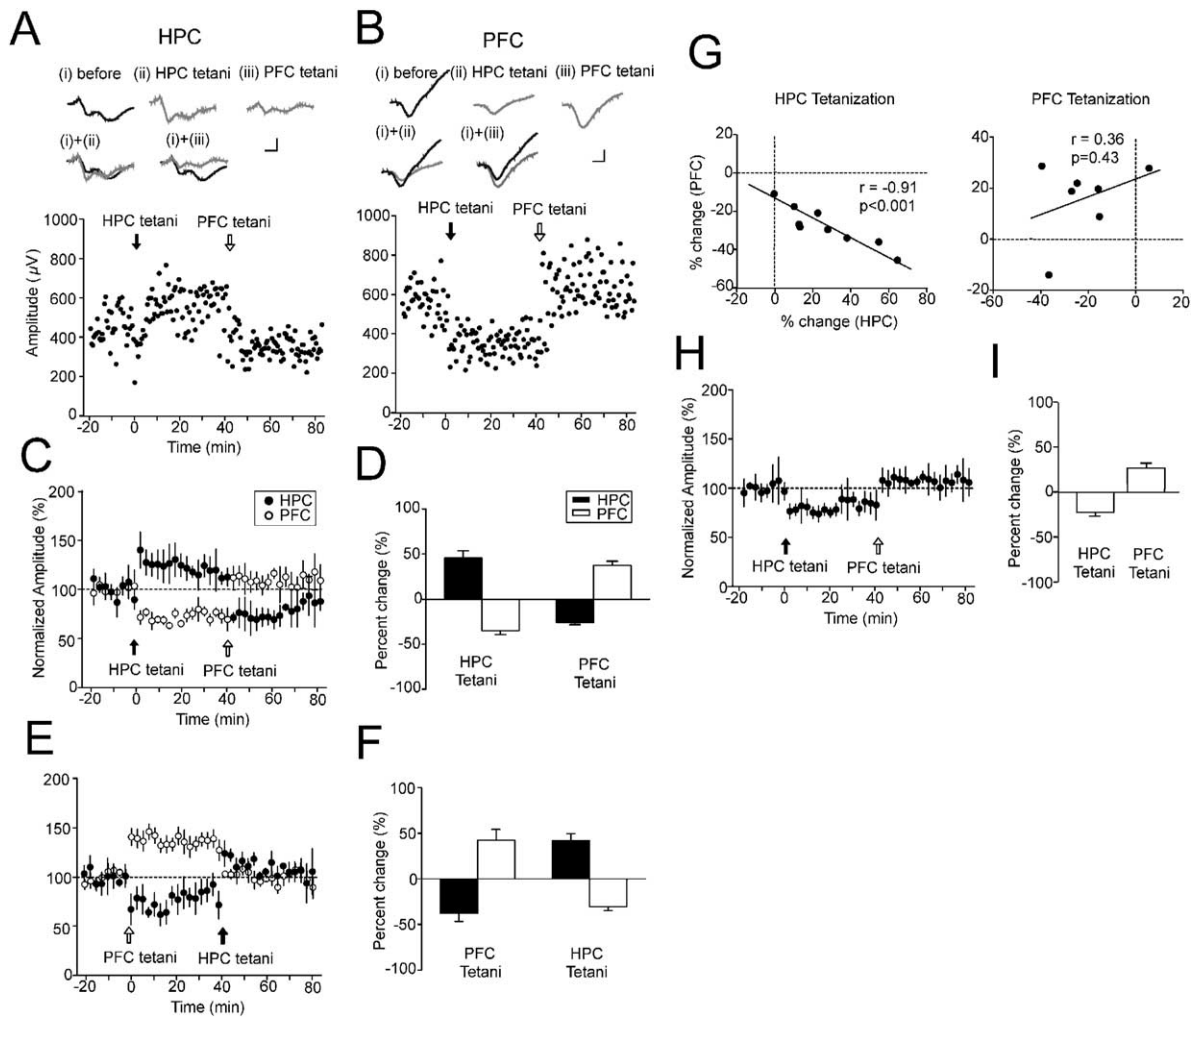 A
HPC
(i) before (ii) HPC tetani (iii) PFC tetani
(i)+(ii) (i)+(iii)
HPC tetani PFC tetani
Amplitude (µV)
1000
800
600
400
200
0
-20 0 20 40 60 80
Time (min)
B
PFC
(i) before (ii) HPC tetani (iii) PFC tetani
(i)+(ii) (i)+(iii)
HPC tetani PFC tetani
1000
800
600
400
200
0
-20 0 20 40 60 80
Time (min)
C
Normalized Amplitude (%)
200
150
100
50
0
HPC
PFC
HPC tetani PFC tetani
-20 0 20 40 60 80
Time (min)
D
Percent change (%)
100
50
0
-50
-100
HPC
PFC
HPC PFC
Tetani Tetani
E
Normalized Amplitude (%)
200
150
100
50
0
PFC tetani HPC tetani
-20 0 20 40 60 80
Time (min)
F
Percent change (%)
100
50
0
-50
-100
PFC HPC
Tetani Tetani
G
HPC Tetanization
% change (PFC)
20
0
-20
-40
-60
r = -0.91
p<0.001
-20 0 20 40 60 80
% change (HPC)
PFC Tetanization
40
20
0
-20
r = 0.36
p=0.43
-60 -40 -20 0 20
H
Normalized Amplitude (%)
200
150
100
50
0
HPC tetani PFC tetani
-20 0 20 40 60 80
Time (min)
I
Percent change (%)
100
50
0
-50
-100
HPC PFC
Tetani Tetani